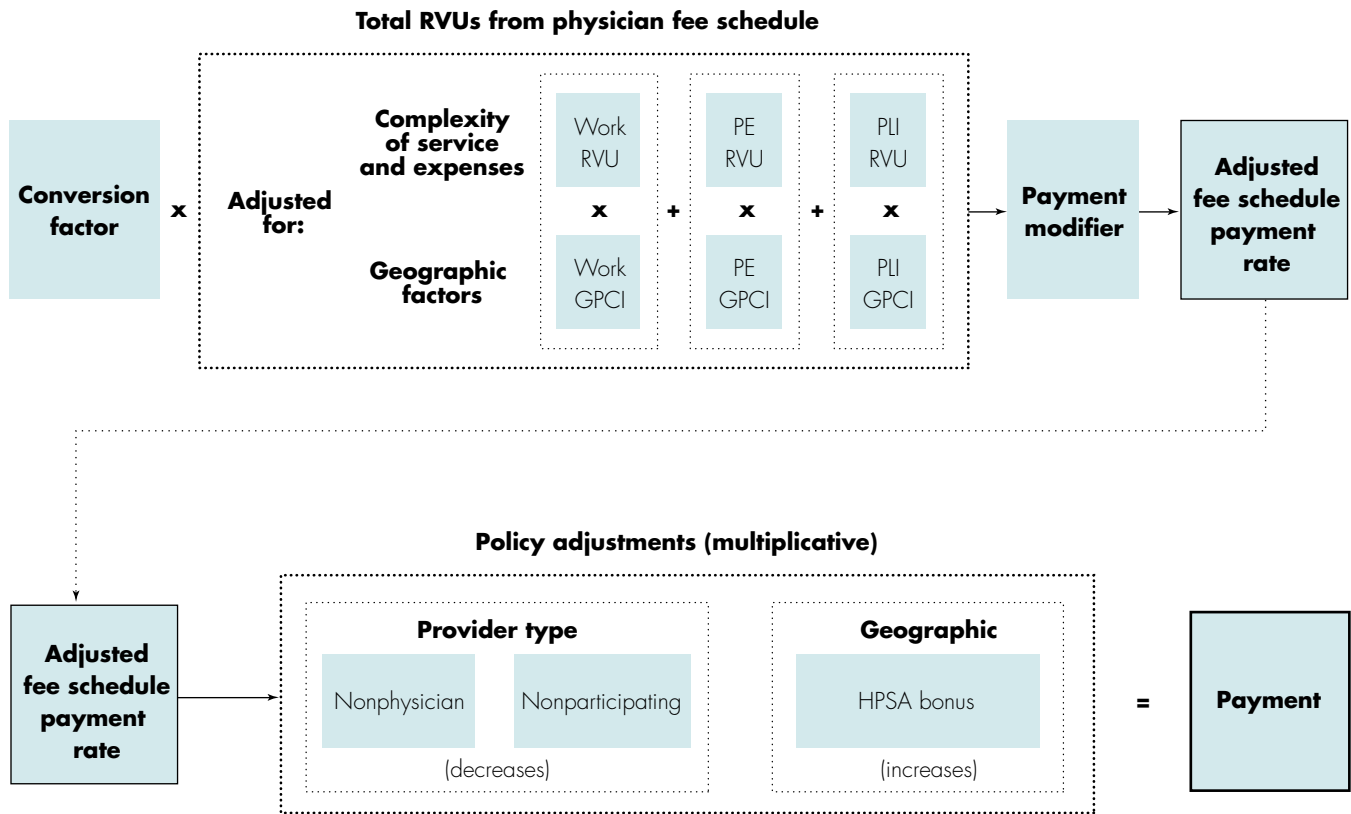 Total RVUs from physician fee schedule
Conversion
factor
x
Adjusted
for:
Complexity
of service
and expenses
Geographic
factors
Work
RVU
x
Work
GPCI
+
PE
RVU
x
PE
GPCI
+
PLI
RVU
x
PLI
GPCI
Payment
modifier
Adjusted
fee schedule
payment
rate
Policy adjustments (multiplicative)
Adjusted
fee schedule
payment
rate
Provider type
Nonphysician
Nonparticipating
(decreases)
Geographic
HPSA bonus
(increases)
=
Payment